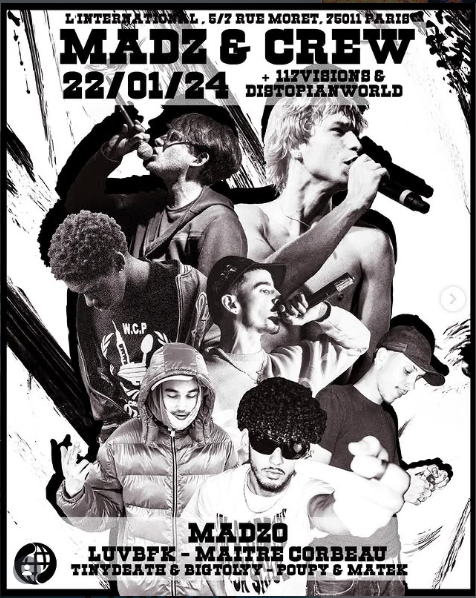 L'INTERNATIONAL, 5/7 RUE MORET, 75011 PARIS
MADZ & CREW
22/01/24
+ 117VISIONS &
DISTOPIANWORLD
W.C.P
MADZO
LUVBFK - MAITRE CORBEAU
TINYDEATH & BIGTOLYY - POUPY & MATEK